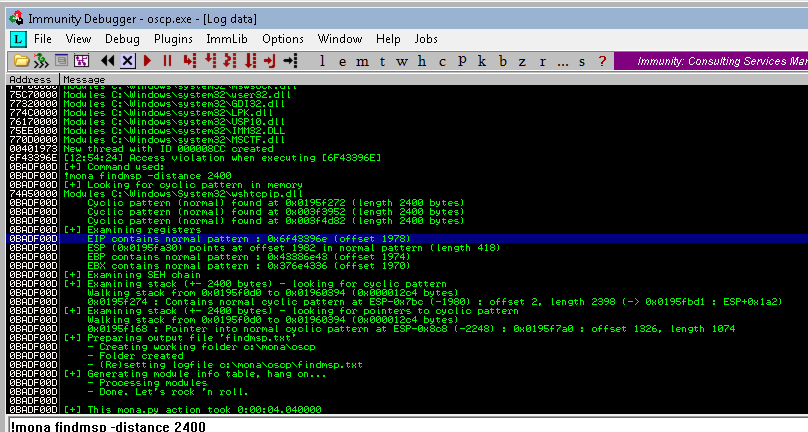 Immunity Debugger - oscp.exe - [Log data]
L File View Debug Plugins ImmLib Options Window Help Jobs
l e m t w h c p k b z r ... s ? Immunity: Consulting Services Man
Address Message
Modules C:\Windows\system32\mswsock.dll
75C70000 Modules C:\Windows\system32\user32.dll
77320000 Modules C:\Windows\system32\GDI32.dll
774C0000 Modules C:\Windows\system32\LPK.dll
76170000 Modules C:\Windows\system32\USP10.dll
75EE0000 Modules C:\Windows\system32\IMM32.DLL
770D0000 Modules C:\Windows\system32\MSCTF.dll
00401973 New thread with ID 000008CC created
6F43396E [12:54:24] Access violation when executing [6F43396E]
0BADF00D [+] Command used:
0BADF00D !mona findmsp -distance 2400
0BADF00D [+] Looking for cyclic pattern in memory
74A50000 Modules C:\Windows\System32\wshtcpip.dll
0BADF00D Cyclic pattern (normal) found at 0x0195f272 (length 2400 bytes)
0BADF00D Cyclic pattern (normal) found at 0x003f3952 (length 2400 bytes)
0BADF00D Cyclic pattern (normal) found at 0x003f4d82 (length 2400 bytes)
0BADF00D [+] Examining registers
0BADF00D EIP contains normal pattern : 0x6f43396e (offset 1978)
0BADF00D ESP (0x0195fa30) points at offset 1982 in normal pattern (length 418)
0BADF00D EBP contains normal pattern : 0x43386e43 (offset 1974)
0BADF00D EBX contains normal pattern : 0x376e4336 (offset 1970)
0BADF00D [+] Examining SEH chain
0BADF00D [+] Examining stack (+- 2400 bytes) - looking for cyclic pattern
0BADF00D Walking stack from 0x0195f0d0 to 0x01960394 (0x000012c4 bytes)
0BADF00D 0x0195f274 : Contains normal cyclic pattern at ESP-0x7bc (-1980) : offset 2, length 2398 (-> 0x0195fbd1 : ESP+0x1a2)
0BADF00D [+] Examining stack (+- 2400 bytes) - looking for pointers to cyclic pattern
0BADF00D Walking stack from 0x0195f0d0 to 0x01960394 (0x000012c4 bytes)
0BADF00D 0x0195f168 : Pointer into normal cyclic pattern at ESP-0x8c8 (-2248) : 0x0195f7a0 : offset 1326, length 1074
0BADF00D [+] Preparing output file 'findmsp.txt'
0BADF00D - Creating working folder c:\mona\oscp
0BADF00D - Folder created
0BADF00D - (Re)setting logfile c:\mona\oscp\findmsp.txt
0BADF00D [+] Generating module info table, hang on...
0BADF00D - Processing modules
0BADF00D - Done. Let's rock 'n roll.
0BADF00D
0BADF00D [+] This mona.py action took 0:00:04.040000
!mona findmsp -distance 2400